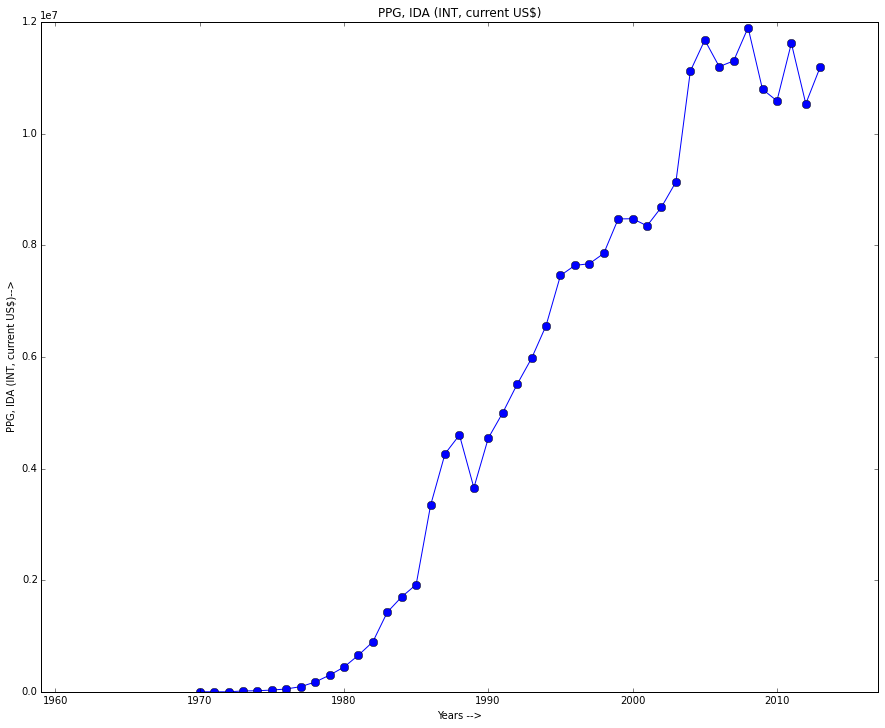 PPG, IDA (INT, current US$)
1e7
1.2
1.0
0.8
0.6
0.4
0.2
0.0
PPG, IDA (INT, current US$)-->
1960 1970 1980 1990 2000 2010
Years -->